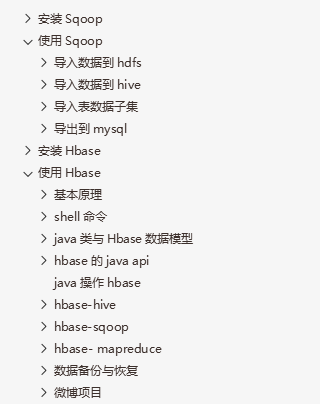 安装 Sqoop
使用 Sqoop
导入数据到 hdfs
导入数据到 hive
导入表数据子集
导出到 mysql
安装 Hbase
使用 Hbase
基本原理
shell 命令
java 类与 Hbase 数据模型
hbase 的 java api
java 操作 hbase
hbase-hive
hbase-sqoop
hbase- mapreduce
数据备份与恢复
微博项目